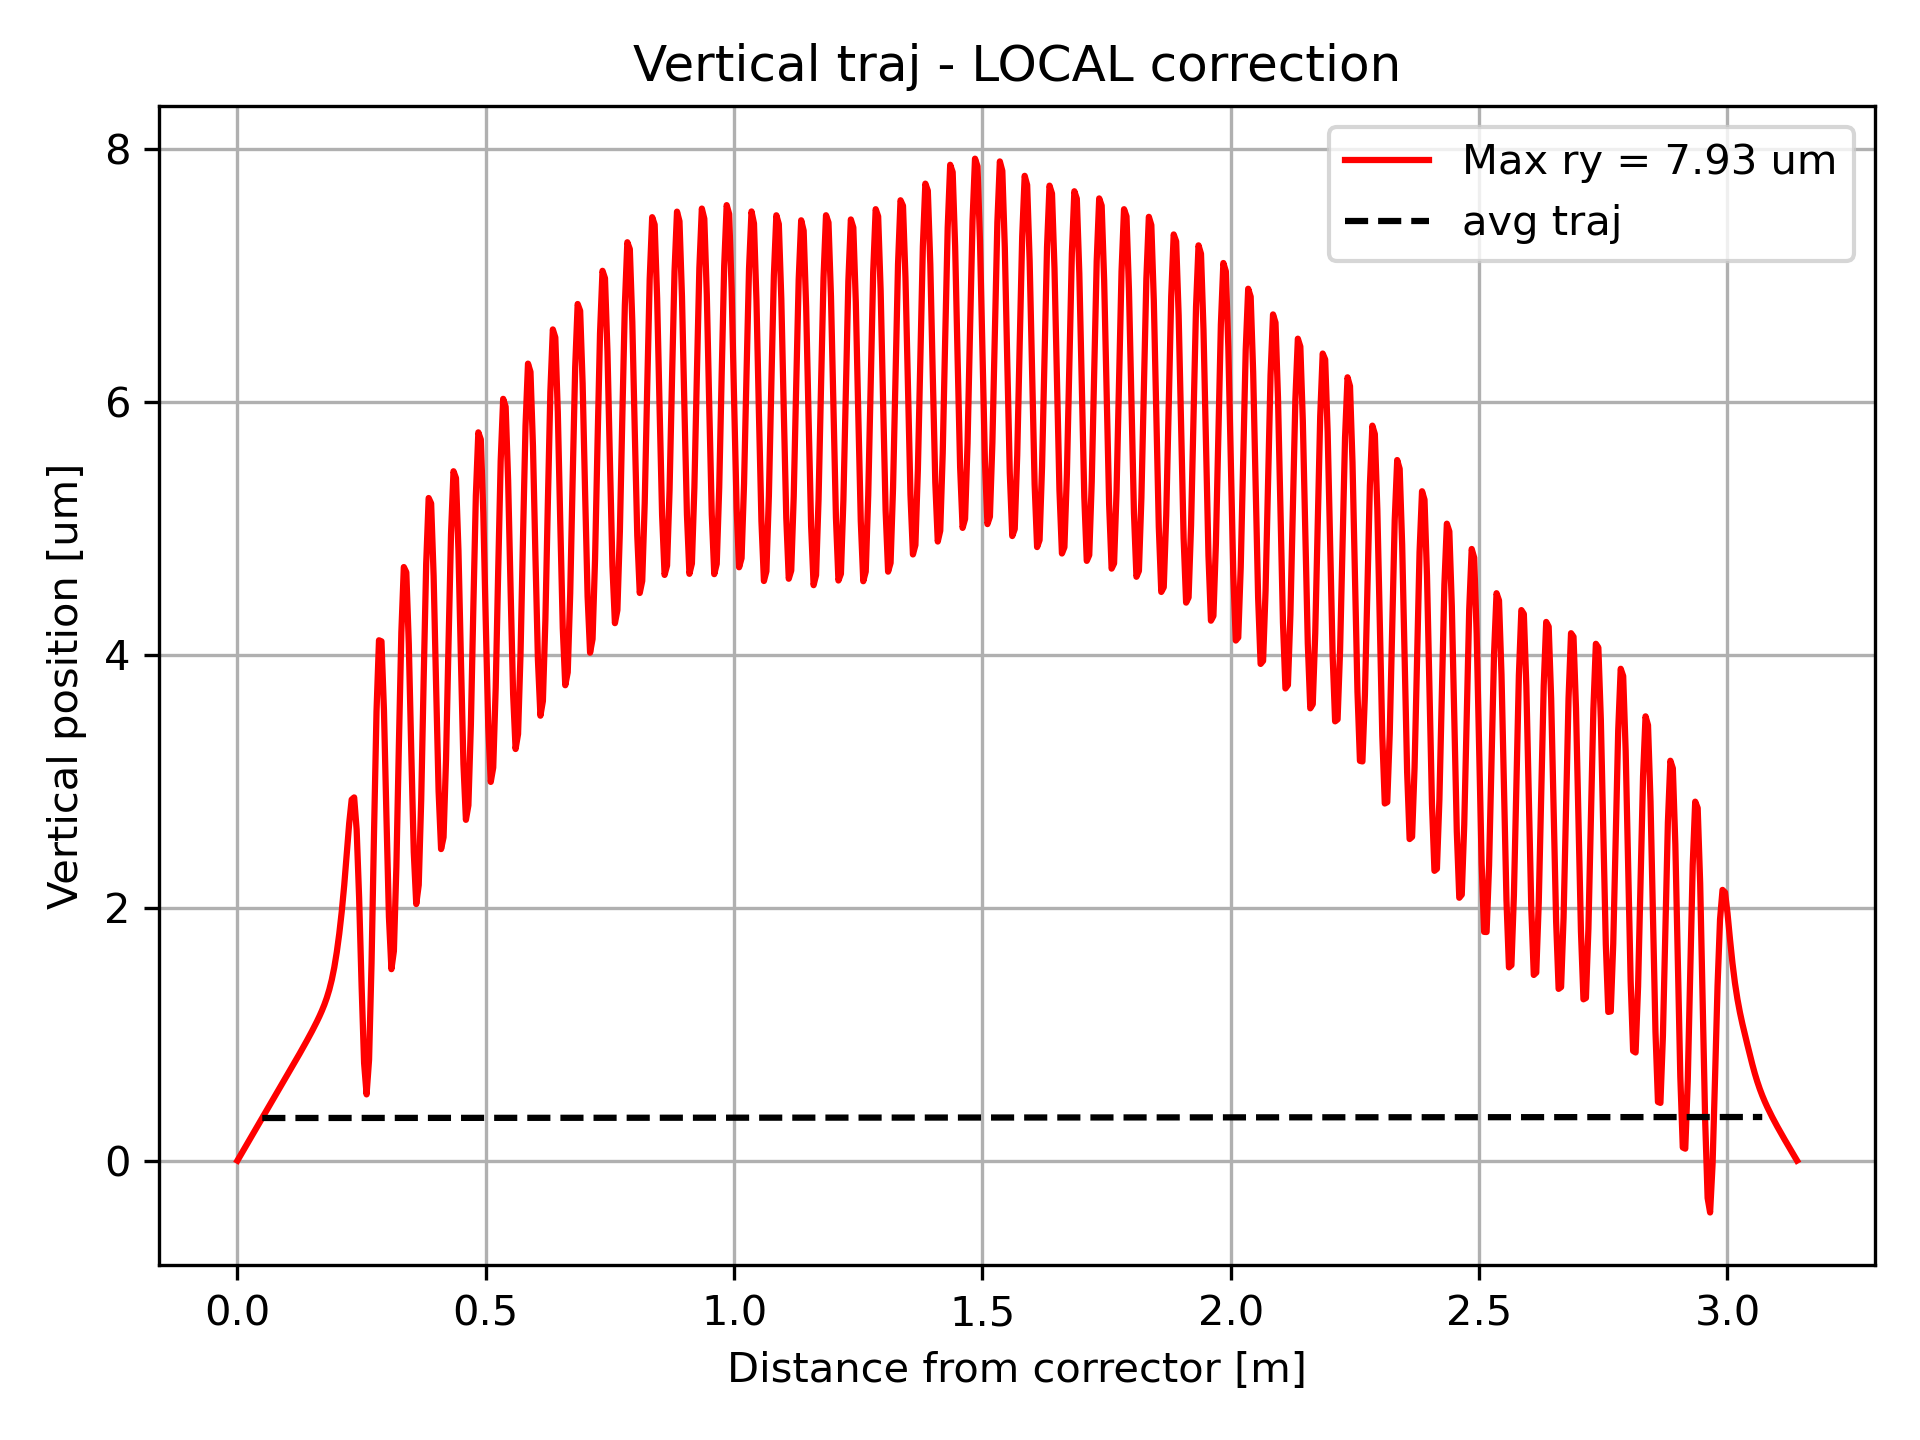 Vertical traj - LOCAL correction
Max ry = 7.93 um
avg traj
8
6
4
2
0
Vertical position [um]
0.0 0.5 1.0 1.5 2.0 2.5 3.0
Distance from corrector [m]